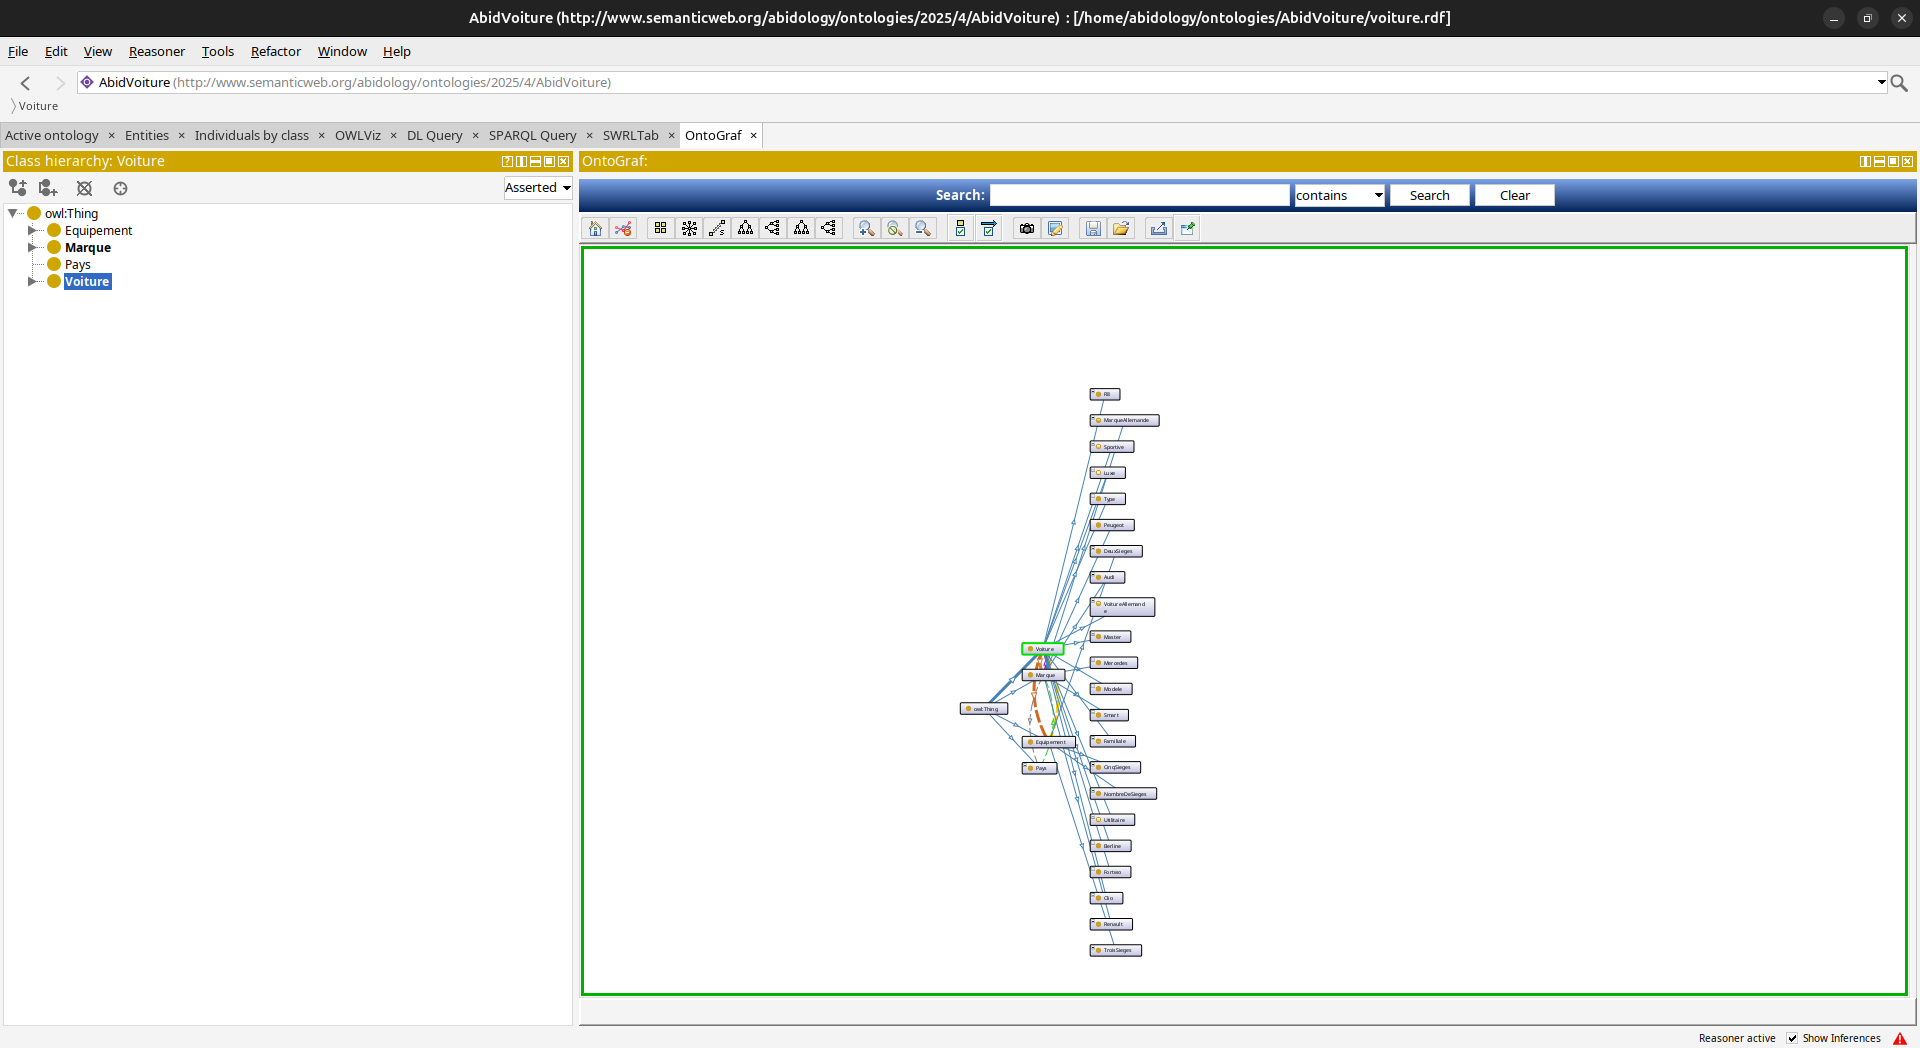 AbidVoiture (http://www.semanticweb.org/abidology/ontologies/2025/4/AbidVoiture) : [/home/abidology/ontologies/AbidVoiture/voiture.rdf]
File Edit View Reasoner Tools Refactor Window Help
AbidVoiture (http://www.semanticweb.org/abidology/ontologies/2025/4/AbidVoiture)
Voiture
Active ontology × Entities × Individuals by class × OWLViz × DL Query × SPARQL Query × SWRLTab × OntoGraf ×
Class hierarchy: Voiture
Asserted
owl:Thing
Equipement
Marque
Pays
Voiture
OntoGraf:
Search: contains Search Clear
R8
MarqueAllemande
Sportive
Luxe
Type
Peugeot
DeuxSieges
Audi
VoitureAllemand
e
Master
Voiture
Mercedes
Marque
Modele
owl:Thing
Smart
Familiale
Equipement
Pays
CinqSieges
NombreDeSieges
Utilitaire
Berline
Fortwo
Clio
Renault
TroisSieges
Reasoner active Show Inferences